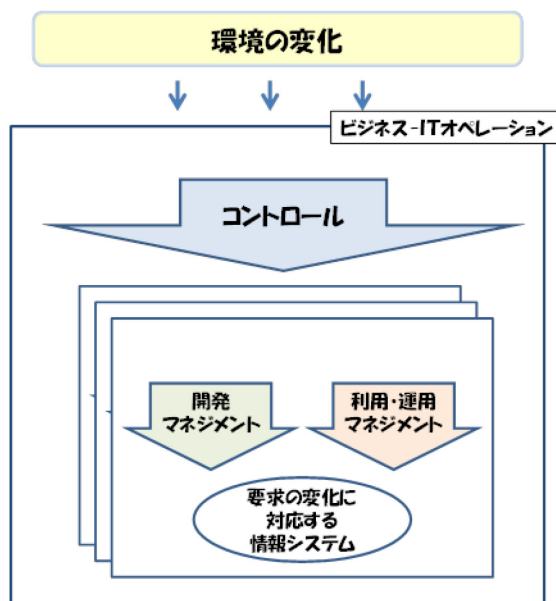 環境の変化
ビジネス-ITオペレーション
コントロール
開発
マネジメント
利用・運用
マネジメント
要求の変化に
対応する
情報システム